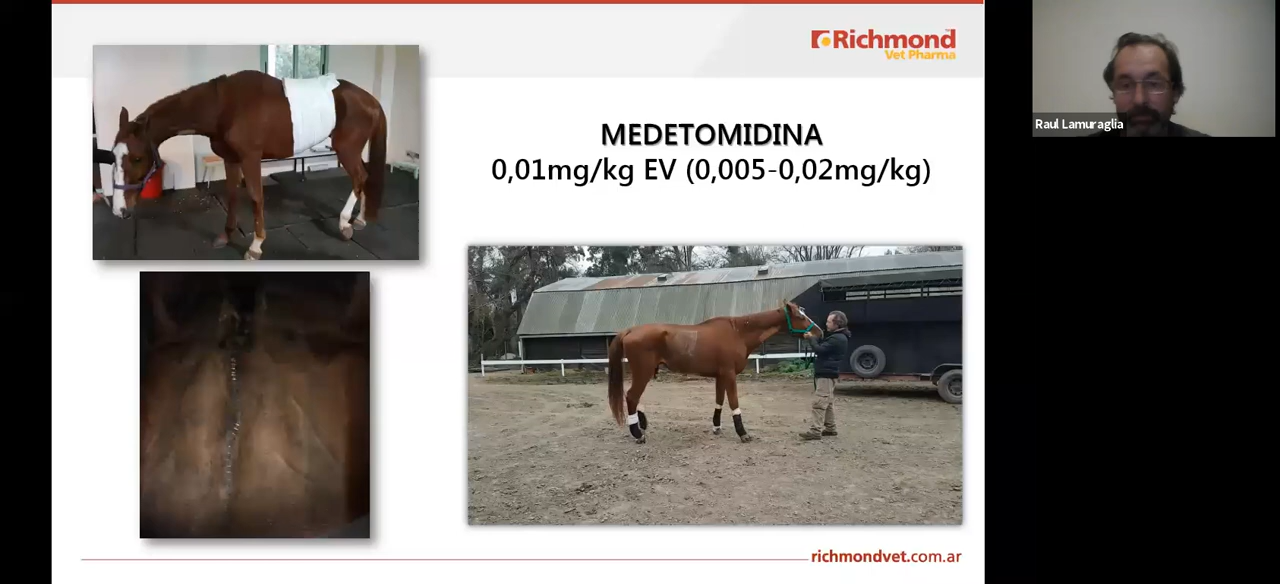 Richmond
Vet Pharma
MEDETOMIDINA
0,01mg/kg EV (0,005-0,02mg/kg)
richmondvet.com.ar
Raul Lamuraglia